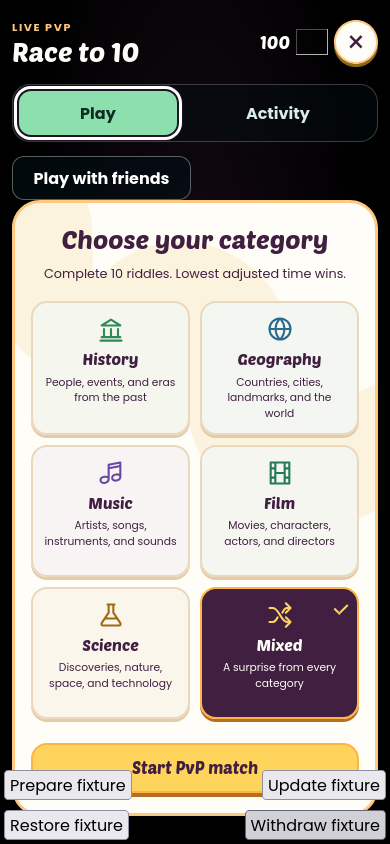 LIVE PVP
Race to 10
100
Play
Activity
Play with friends
Choose your category
Complete 10 riddles. Lowest adjusted time wins.
History
People, events, and eras
from the past
Geography
Countries, cities,
landmarks, and the
world
Music
Artists, songs,
instruments, and sounds
Film
Movies, characters,
actors, and directors
Science
Discoveries, nature,
space, and technology
Mixed
A surprise from every
category
Start PvP match
Prepare fixture
Update fixture
Restore fixture
Withdraw fixture